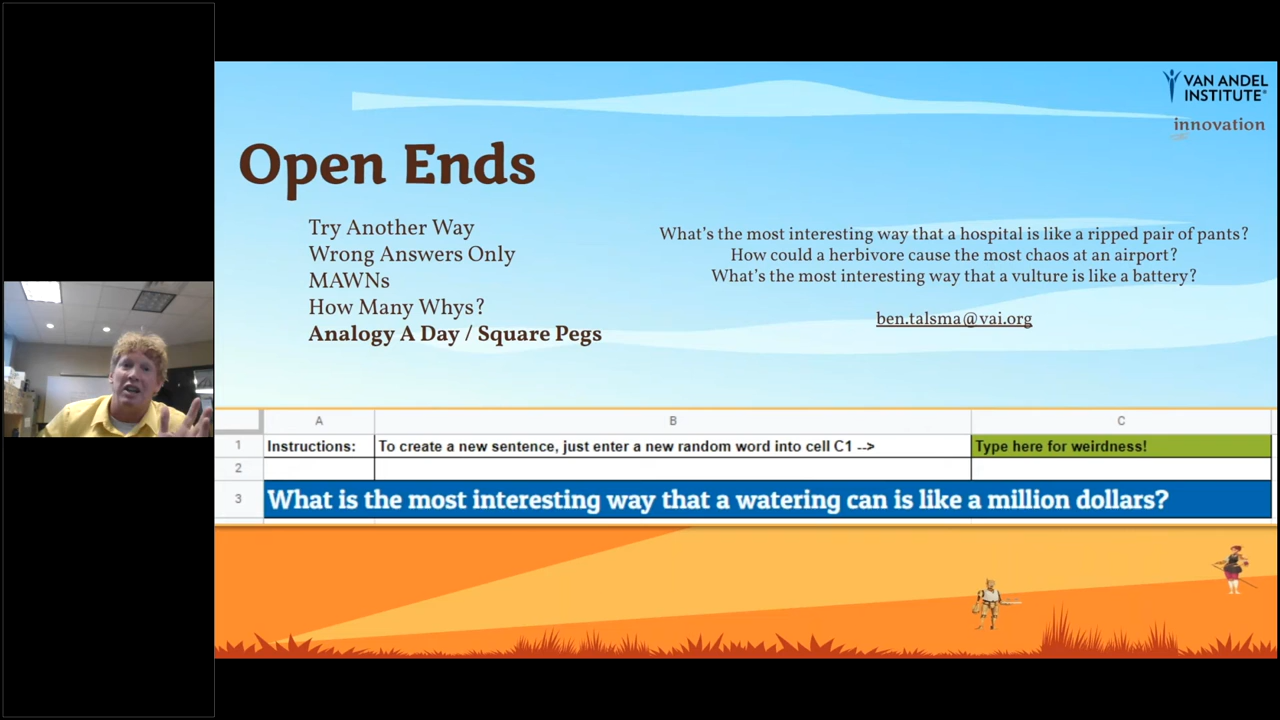 VAN ANDEL
INSTITUTE®
innovation
Open Ends
Try Another Way
Wrong Answers Only
MAWNs
How Many Whys?
Analogy A Day / Square Pegs
What’s the most interesting way that a hospital is like a ripped pair of pants?
How could a herbivore cause the most chaos at an airport?
What’s the most interesting way that a vulture is like a battery?
ben.talsma@vai.org
A B C
1 Instructions: To create a new sentence, just enter a new random word into cell C1 --> Type here for weirdness!
2
3 What is the most interesting way that a watering can is like a million dollars?